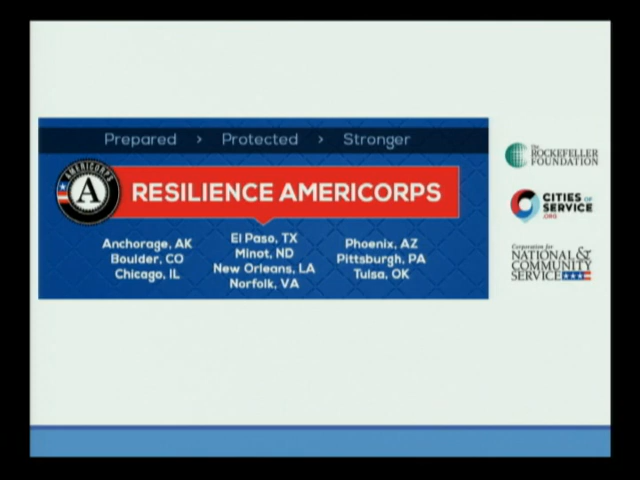 Prepared > Protected > Stronger
AMERICORPS
A
RESILIENCE AMERICORPS
Anchorage, AK
Boulder, CO
Chicago, IL
El Paso, TX
Minot, ND
New Orleans, LA
Norfolk, VA
Phoenix, AZ
Pittsburgh, PA
Tulsa, OK
The
ROCKEFELLER
FOUNDATION
CITIES OF
SERVICE
.ORG
Corporation for
NATIONAL &
COMMUNITY
SERVICE